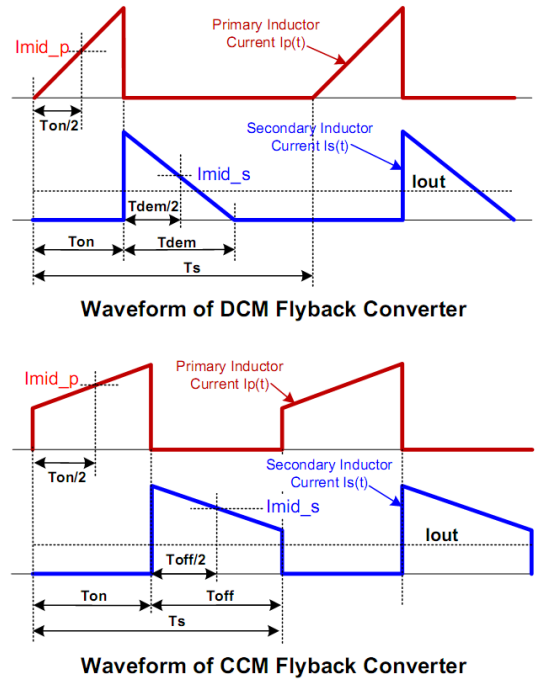 Imid_p
Primary Inductor
Current Ip(t)
Ton/2
Secondary Inductor
Current Is(t)
Imid_s
Iout
Tdem/2
Ton
Tdem
Ts
Waveform of DCM Flyback Converter
Imid_p
Primary Inductor
Current Ip(t)
Ton/2
Secondary Inductor
Current Is(t)
Imid_s
Iout
Toff/2
Ton
Toff
Ts
Waveform of CCM Flyback Converter